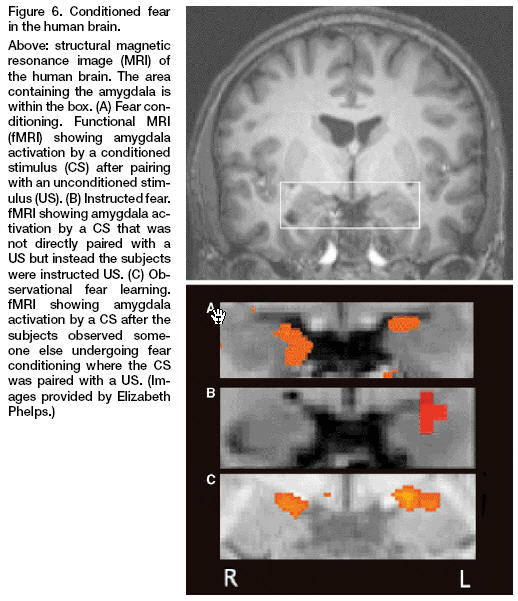 Figure 6. Conditioned fear
in the human brain.
Above: structural magnetic
resonance image (MRI) of
the human brain. The area
containing the amygdala is
within the box. (A) Fear con-
ditioning. Functional MRI
(fMRI) showing amygdala
activation by a conditioned
stimulus (CS) after pairing
with an unconditioned stim-
ulus (US). (B) Instructed fear.
fMRI showing amygdala ac-
tivation by a CS that was
not directly paired with a
US but instead the subjects
were instructed US. (C) Ob-
servational fear learning.
fMRI showing amygdala
activation by a CS after the
subjects observed some-
one else undergoing fear
conditioning where the CS
was paired with a US. (Im-
ages provided by Elizabeth
Phelps.)
A
B
C
R L